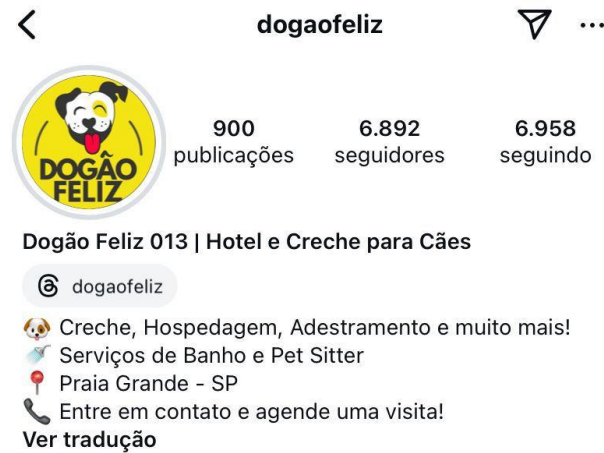 dogaofeliz
DOGÃO
FELIZ
900
publicações
6.892
seguidores
6.958
seguindo
Dogão Feliz 013 | Hotel e Creche para Cães
dogaofeliz
Creche, Hospedagem, Adestramento e muito mais!
Serviços de Banho e Pet Sitter
Praia Grande - SP
Entre em contato e agende uma visita!
Ver tradução